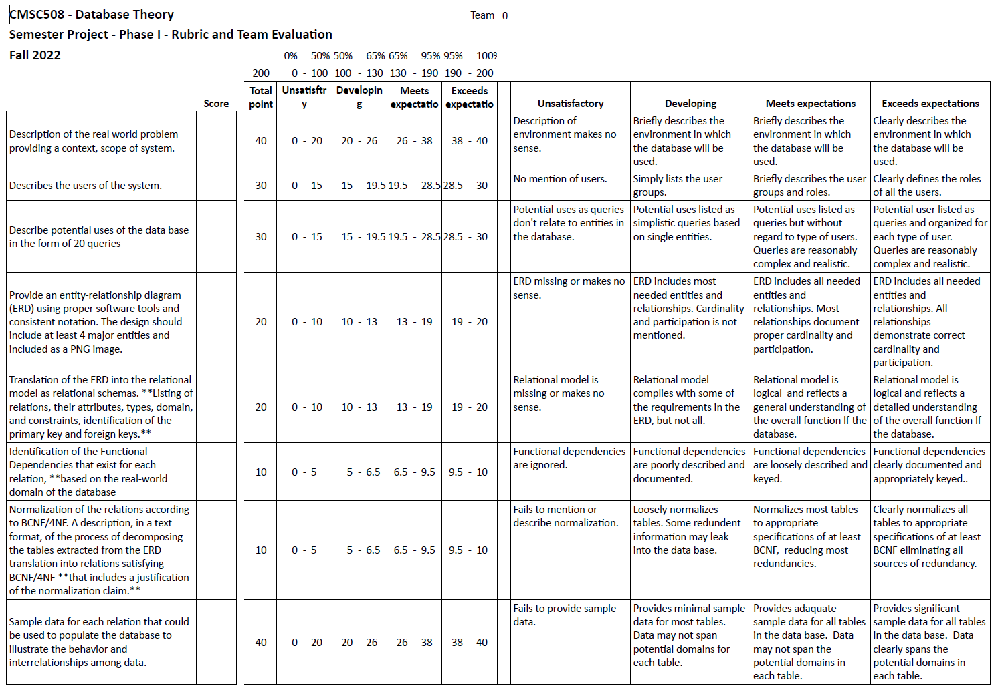 CMSC508 - Database Theory
Team 0
Semester Project - Phase I - Rubric and Team Evaluation
Fall 2022
0% 50% 50% 65% 65% 95% 95% 100%
200 0 - 100 100 - 130 130 - 190 190 - 200
Score
Total
point
Unsatisftr
y
Developin
g
Meets
expectatio
Exceeds
expectatio
Unsatisfactory
Developing
Meets expectations
Exceeds expectations
Description of the real world problem
providing a context, scope of system.
40 0 - 20 20 - 26 26 - 38 38 - 40
Description of
environment makes no
sense.
Briefly describes the
environment in which
the database will be
used.
Briefly describes the
environment in which
the database will be
used.
Clearly describes the
environment in which
the database will be
used.
Describes the users of the system.
30 0 - 15 15 - 19.5 19.5 - 28.5 28.5 - 30
No mention of users.
Simply lists the user
groups.
Briefly describes the user
groups and roles.
Clearly defines the roles
of all the users.
Describe potential uses of the data base
in the form of 20 queries
30 0 - 15 15 - 19.5 19.5 - 28.5 28.5 - 30
Potential uses as queries
don't relate to entities in
the database.
Potential uses listed as
simplistic queries based
on single entities.
Potential uses listed as
queries but without
regard to type of users.
Queries are reasonably
complex and realistic.
Potential user listed as
queries and organized for
each type of user.
Queries are reasonably
complex and realistic.
Provide an entity-relationship diagram
(ERD) using proper software tools and
consistent notation. The design should
include at least 4 major entities and
included as a PNG image.
20 0 - 10 10 - 13 13 - 19 19 - 20
ERD missing or makes no
sense.
ERD includes most
needed entities and
relationships. Cardinality
and participation is not
mentioned.
ERD includes all needed
entities and
relationships. Most
relationships document
proper cardinality and
participation.
ERD includes all needed
entities and
relationships. All
relationships
demonstrate correct
cardinality and
participation.
Translation of the ERD into the relational
model as relational schemas. **Listing of
relations, their attributes, types, domain,
and constraints, identification of the
primary key and foreign keys.**
20 0 - 10 10 - 13 13 - 19 19 - 20
Relational model is
missing or makes no
sense.
Relational model
complies with some of
the requirements in the
ERD, but not all.
Relational model is
logical and reflects a
general understanding of
the overall function lf the
database.
Relational model is
logical and reflects a
detailed understanding
of the overall function lf
the database.
Identification of the Functional
Dependencies that exist for each
relation, **based on the real-world
domain of the database
10 0 - 5 5 - 6.5 6.5 - 9.5 9.5 - 10
Functional dependencies
are ignored.
Functional dependencies
are poorly described and
documented.
Functional dependencies
are loosely described and
keyed.
Functional dependencies
clearly documented and
appropriately keyed..
Normalization of the relations according
to BCNF/4NF. A description, in a text
format, of the process of decomposing
the tables extracted from the ERD
translation into relations satisfying
BCNF/4NF **that includes a justification
of the normalization claim.**
10 0 - 5 5 - 6.5 6.5 - 9.5 9.5 - 10
Fails to mention or
describe normalization.
Loosely normalizes
tables. Some redundent
information may leak
into the data base.
Normalizes most tables
to appropriate
specifications of at least
BCNF, reducing most
redundancies.
Clearly normalizes all
tables to appropriate
specifications of at least
BCNF eliminating all
sources of redundancy.
Sample data for each relation that could
be used to populate the database to
illustrate the behavior and
interrelationships among data.
40 0 - 20 20 - 26 26 - 38 38 - 40
Fails to provide sample
data.
Provides minimal sample
data for most tables.
Data may not span
potential domains for
each table.
Provides adaquate
sample data for all tables
in the data base. Data
may not span the
potential domains in
each table.
Provides significant
sample data for all tables
in the data base. Data
clearly spans the
potential domains in
each table.